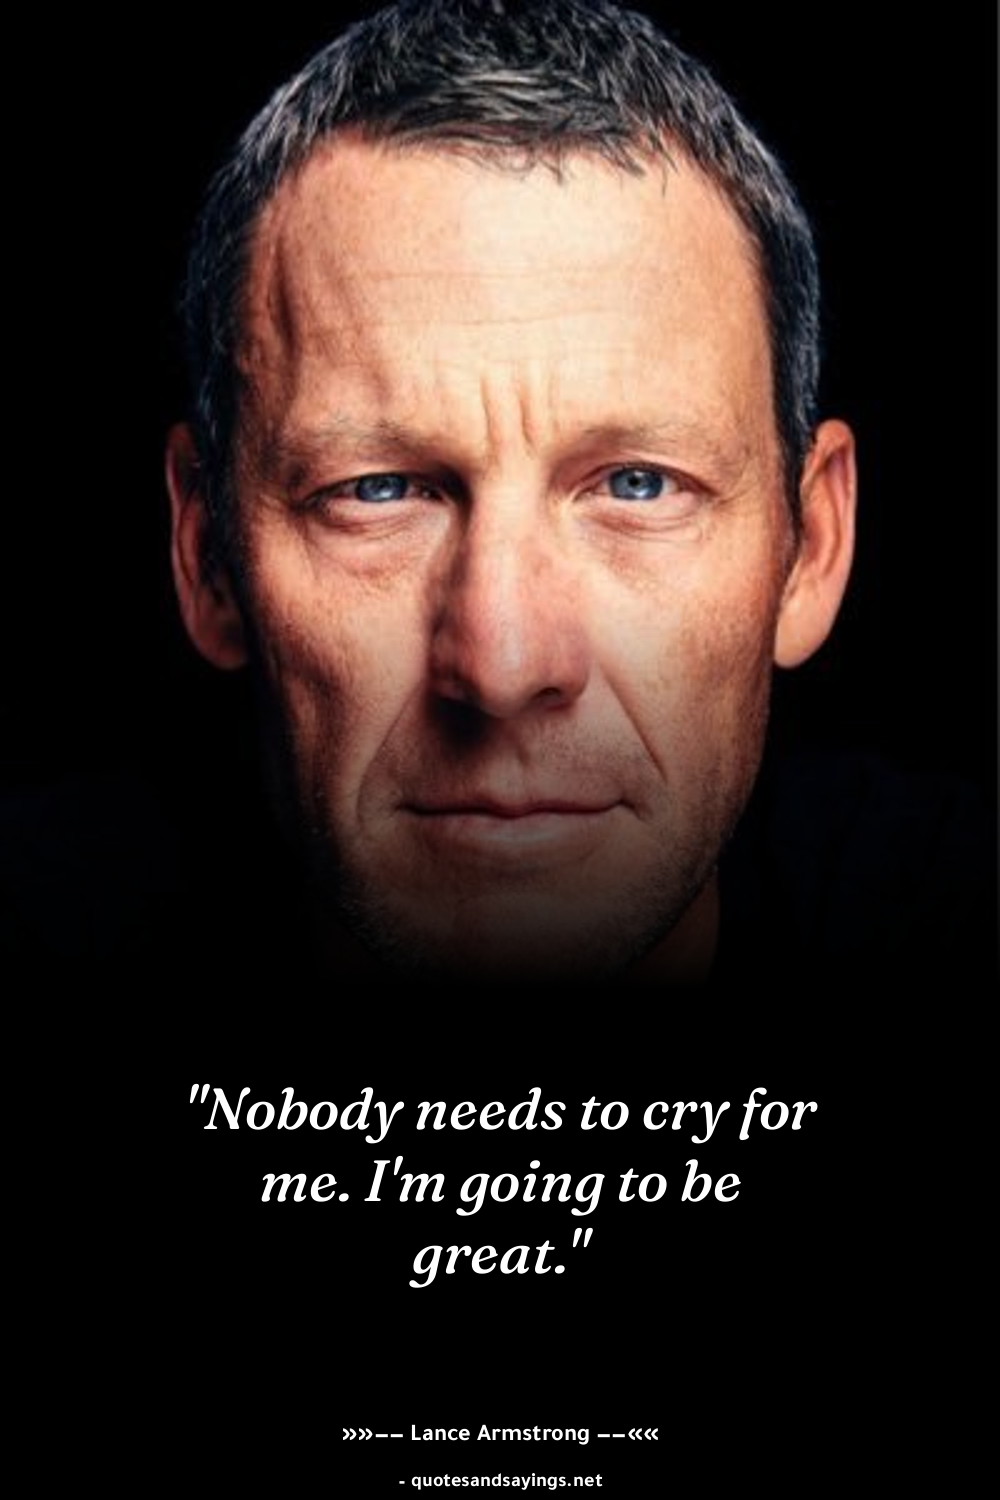 "Nobody needs to cry for
me. I'm going to be
great."
»»−− Lance Armstrong −−««
- quotesandsayings.net